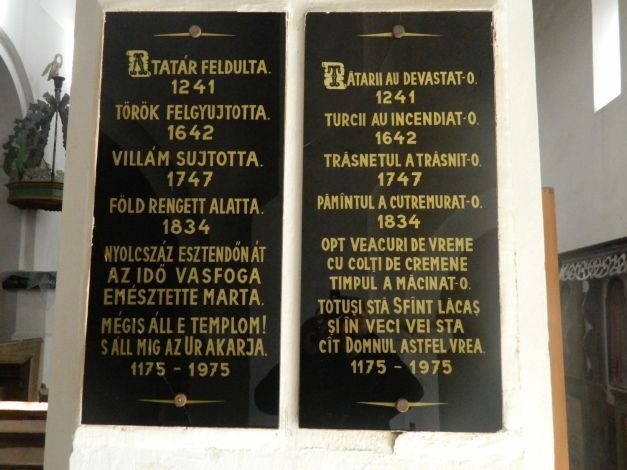 A TATÁR FELDULTA.
1241
TÖRÖK FELGYUJTOTTA.
1642
VILLÁM SUJTOTTA.
1747
FÖLD RENGETT ALATTA.
1834
NYOLCSZÁZ ESZTENDŐN ÁT
AZ IDŐ VASFOGA
EMÉSZTETTE MARTA.
MÉGIS ÁLL E TEMPLOM!
S ÁLL MIG AZ UR AKARJA.
1175 - 1975
TĂTARII AU DEVASTAT-O.
1241
TURCII AU INCENDIAT-O.
1642
TRĂSNETUL A TRĂSNIT-O.
1747
PĂMÎNTUL A CUTREMURAT-O.
1834
OPT VEACURI DE VREME
CU COLȚI DE CREMENE
TIMPUL A MĂCINAT-O.
TOTUȘI STĂ SFÎNT LĂCAȘ
ȘI ÎN VECI VEI STA
CÎT DOMNUL ASTFEL VREA.
1175 - 1975